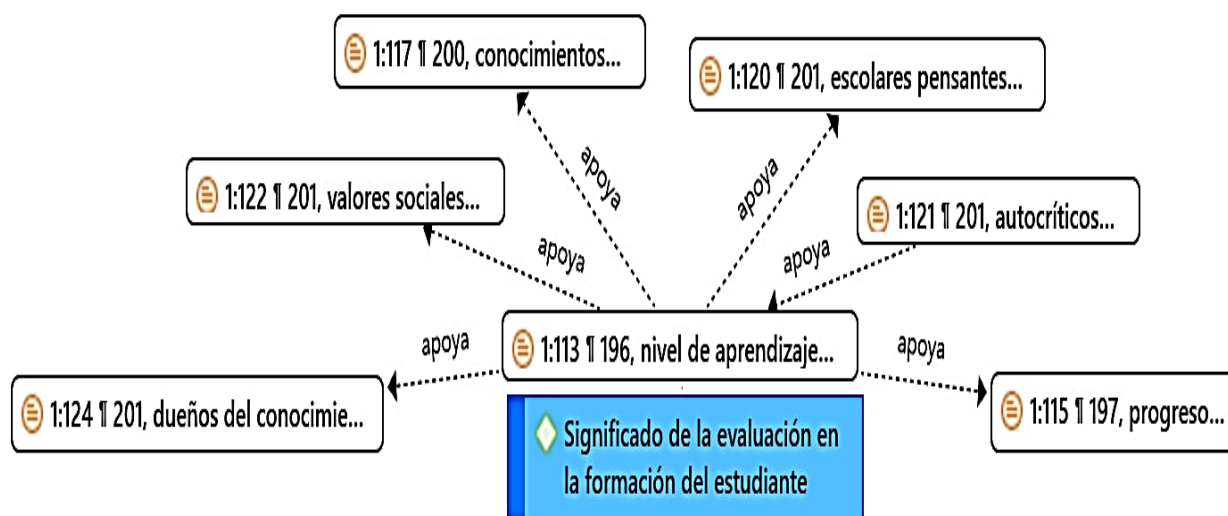 1:117 ¶ 200, conocimientos...
1:120 ¶ 201, escolares pensantes...
apoya
apoya
1:122 ¶ 201, valores sociales...
1:121 ¶ 201, autocríticos...
apoya
apoya
1:113 ¶ 196, nivel de aprendizaje...
apoya
apoya
1:124 ¶ 201, dueños del conocimie...
1:115 ¶ 197, progreso...
Significado de la evaluación en
la formación del estudiante